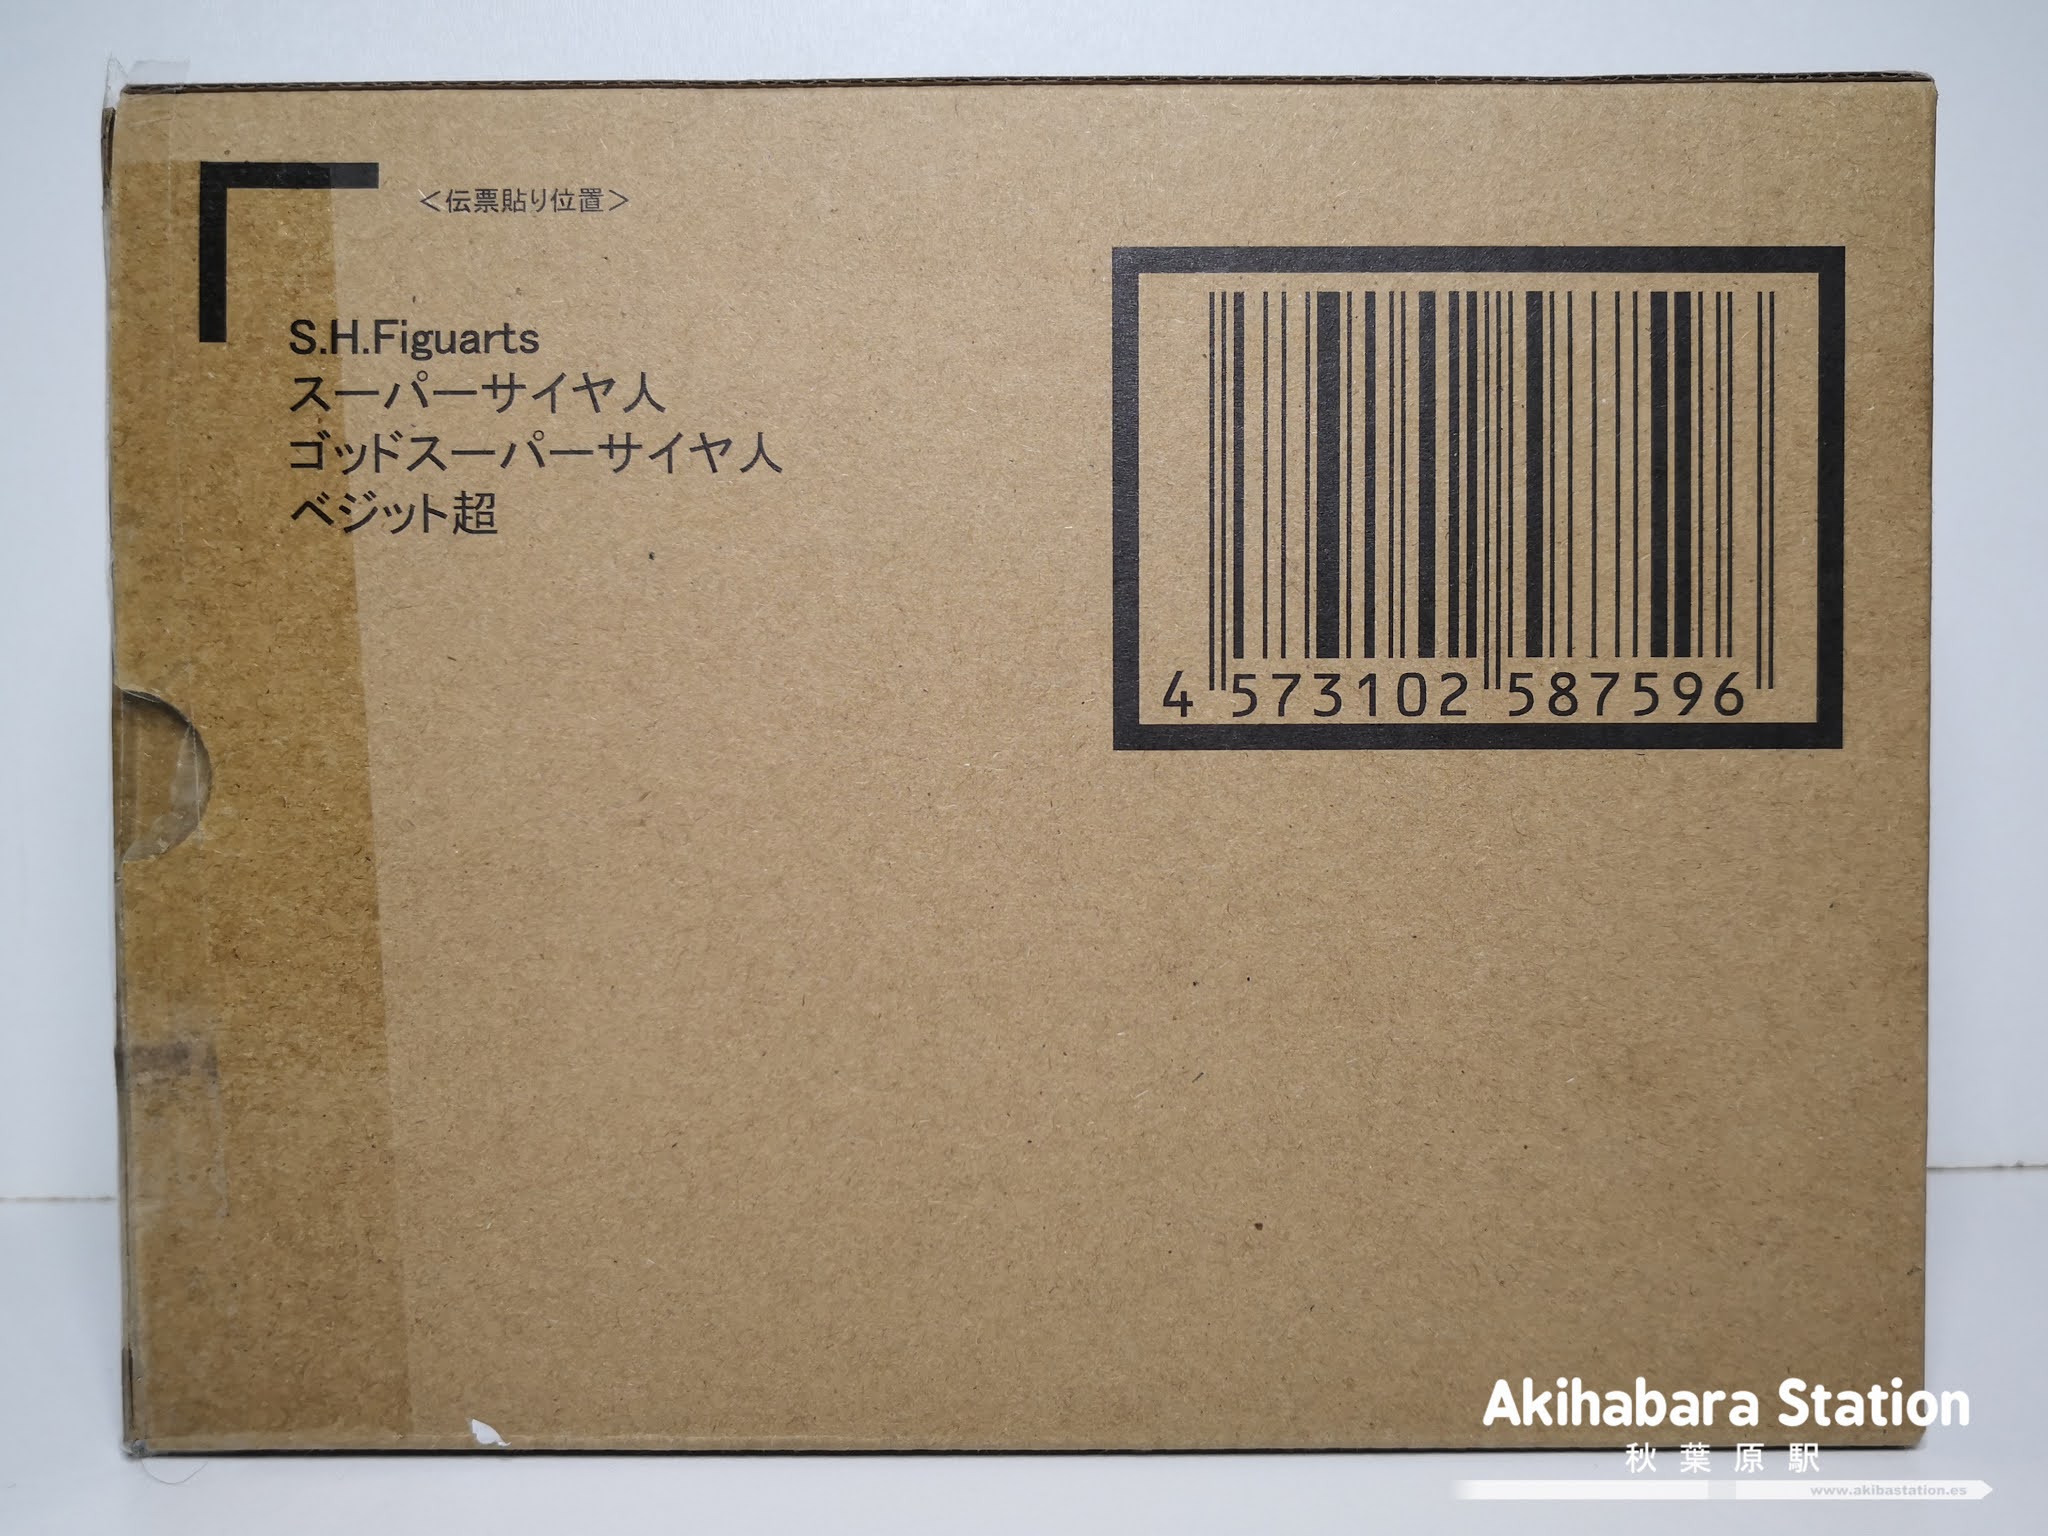 ＜伝票貼り位置＞
S.H.Figuarts
スーパーサイヤ人
ゴッドスーパーサイヤ人
ベジット超
4 573102 587596
Akihabara Station
秋葉原駅
www.akibastation.es